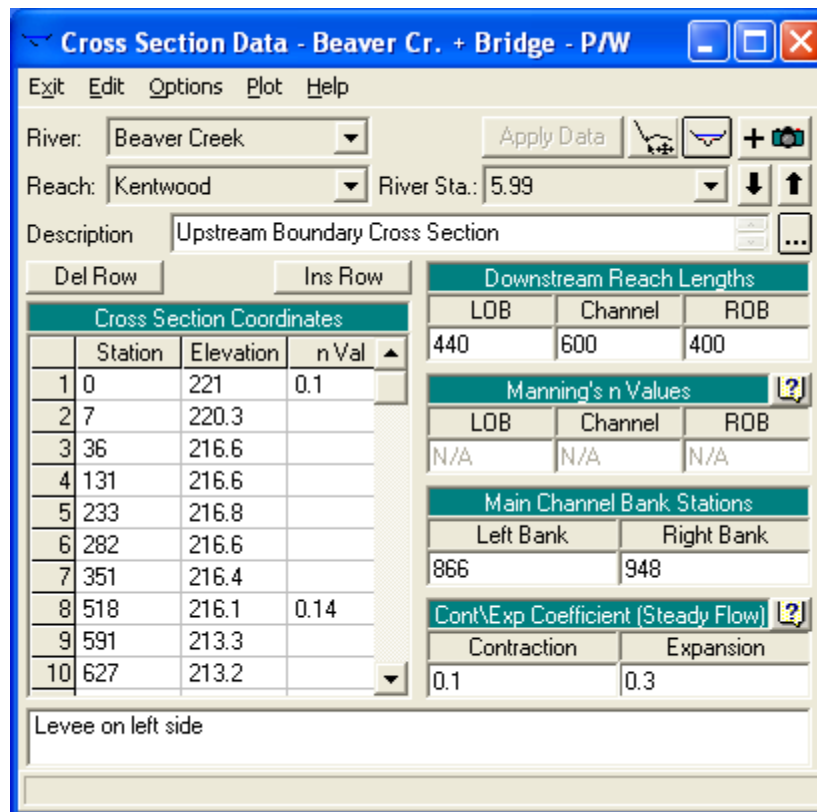 Cross Section Data - Beaver Cr. + Bridge - P/W
Exit Edit Options Plot Help
River: Beaver Creek Apply Data
Reach: Kentwood River Sta.: 5.99
Description Upstream Boundary Cross Section ...
Del Row Ins Row
Cross Section Coordinates
Station Elevation n Val
1 0 221 0.1
2 7 220.3
3 36 216.6
4 131 216.6
5 233 216.8
6 282 216.6
7 351 216.4
8 518 216.1 0.14
9 591 213.3
10 627 213.2
Downstream Reach Lengths
LOB Channel ROB
440 600 400
Manning's n Values ?
LOB Channel ROB
N/A N/A N/A
Main Channel Bank Stations
Left Bank Right Bank
866 948
Cont\Exp Coefficient (Steady Flow) ?
Contraction Expansion
0.1 0.3
Levee on left side